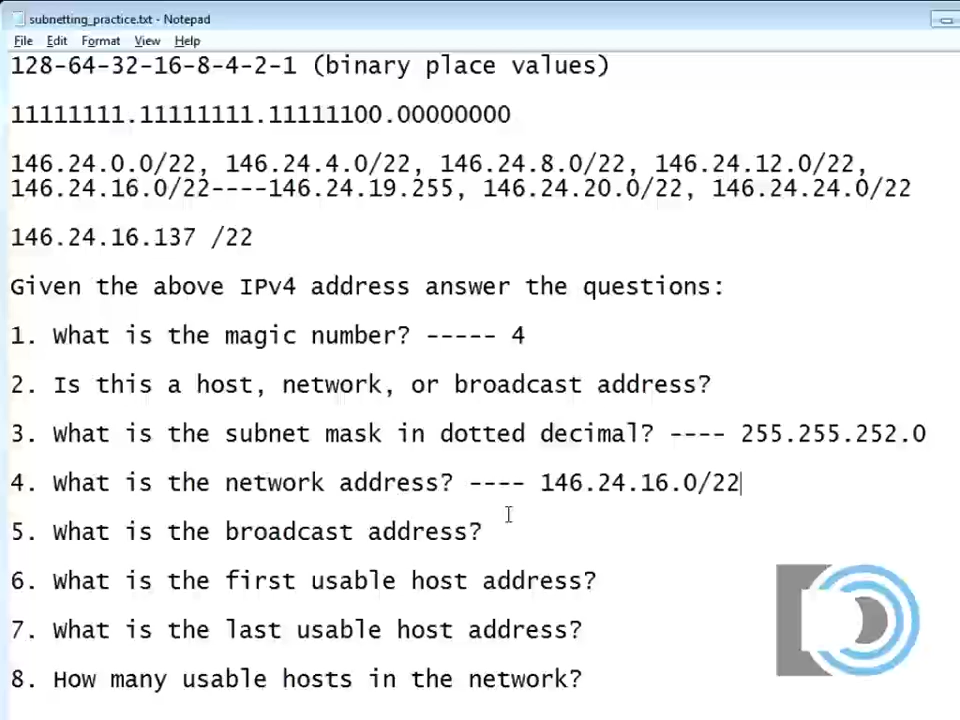 subnetting_practice.txt - Notepad
File Edit Format View Help
128-64-32-16-8-4-2-1 (binary place values)
11111111.11111111.11111100.00000000
146.24.0.0/22, 146.24.4.0/22, 146.24.8.0/22, 146.24.12.0/22,
146.24.16.0/22----146.24.19.255, 146.24.20.0/22, 146.24.24.0/22
146.24.16.137 /22
Given the above IPv4 address answer the questions:
1. What is the magic number? ----- 4
2. Is this a host, network, or broadcast address?
3. What is the subnet mask in dotted decimal? ---- 255.255.252.0
4. What is the network address? ---- 146.24.16.0/22
5. What is the broadcast address?
6. What is the first usable host address?
7. What is the last usable host address?
8. How many usable hosts in the network?